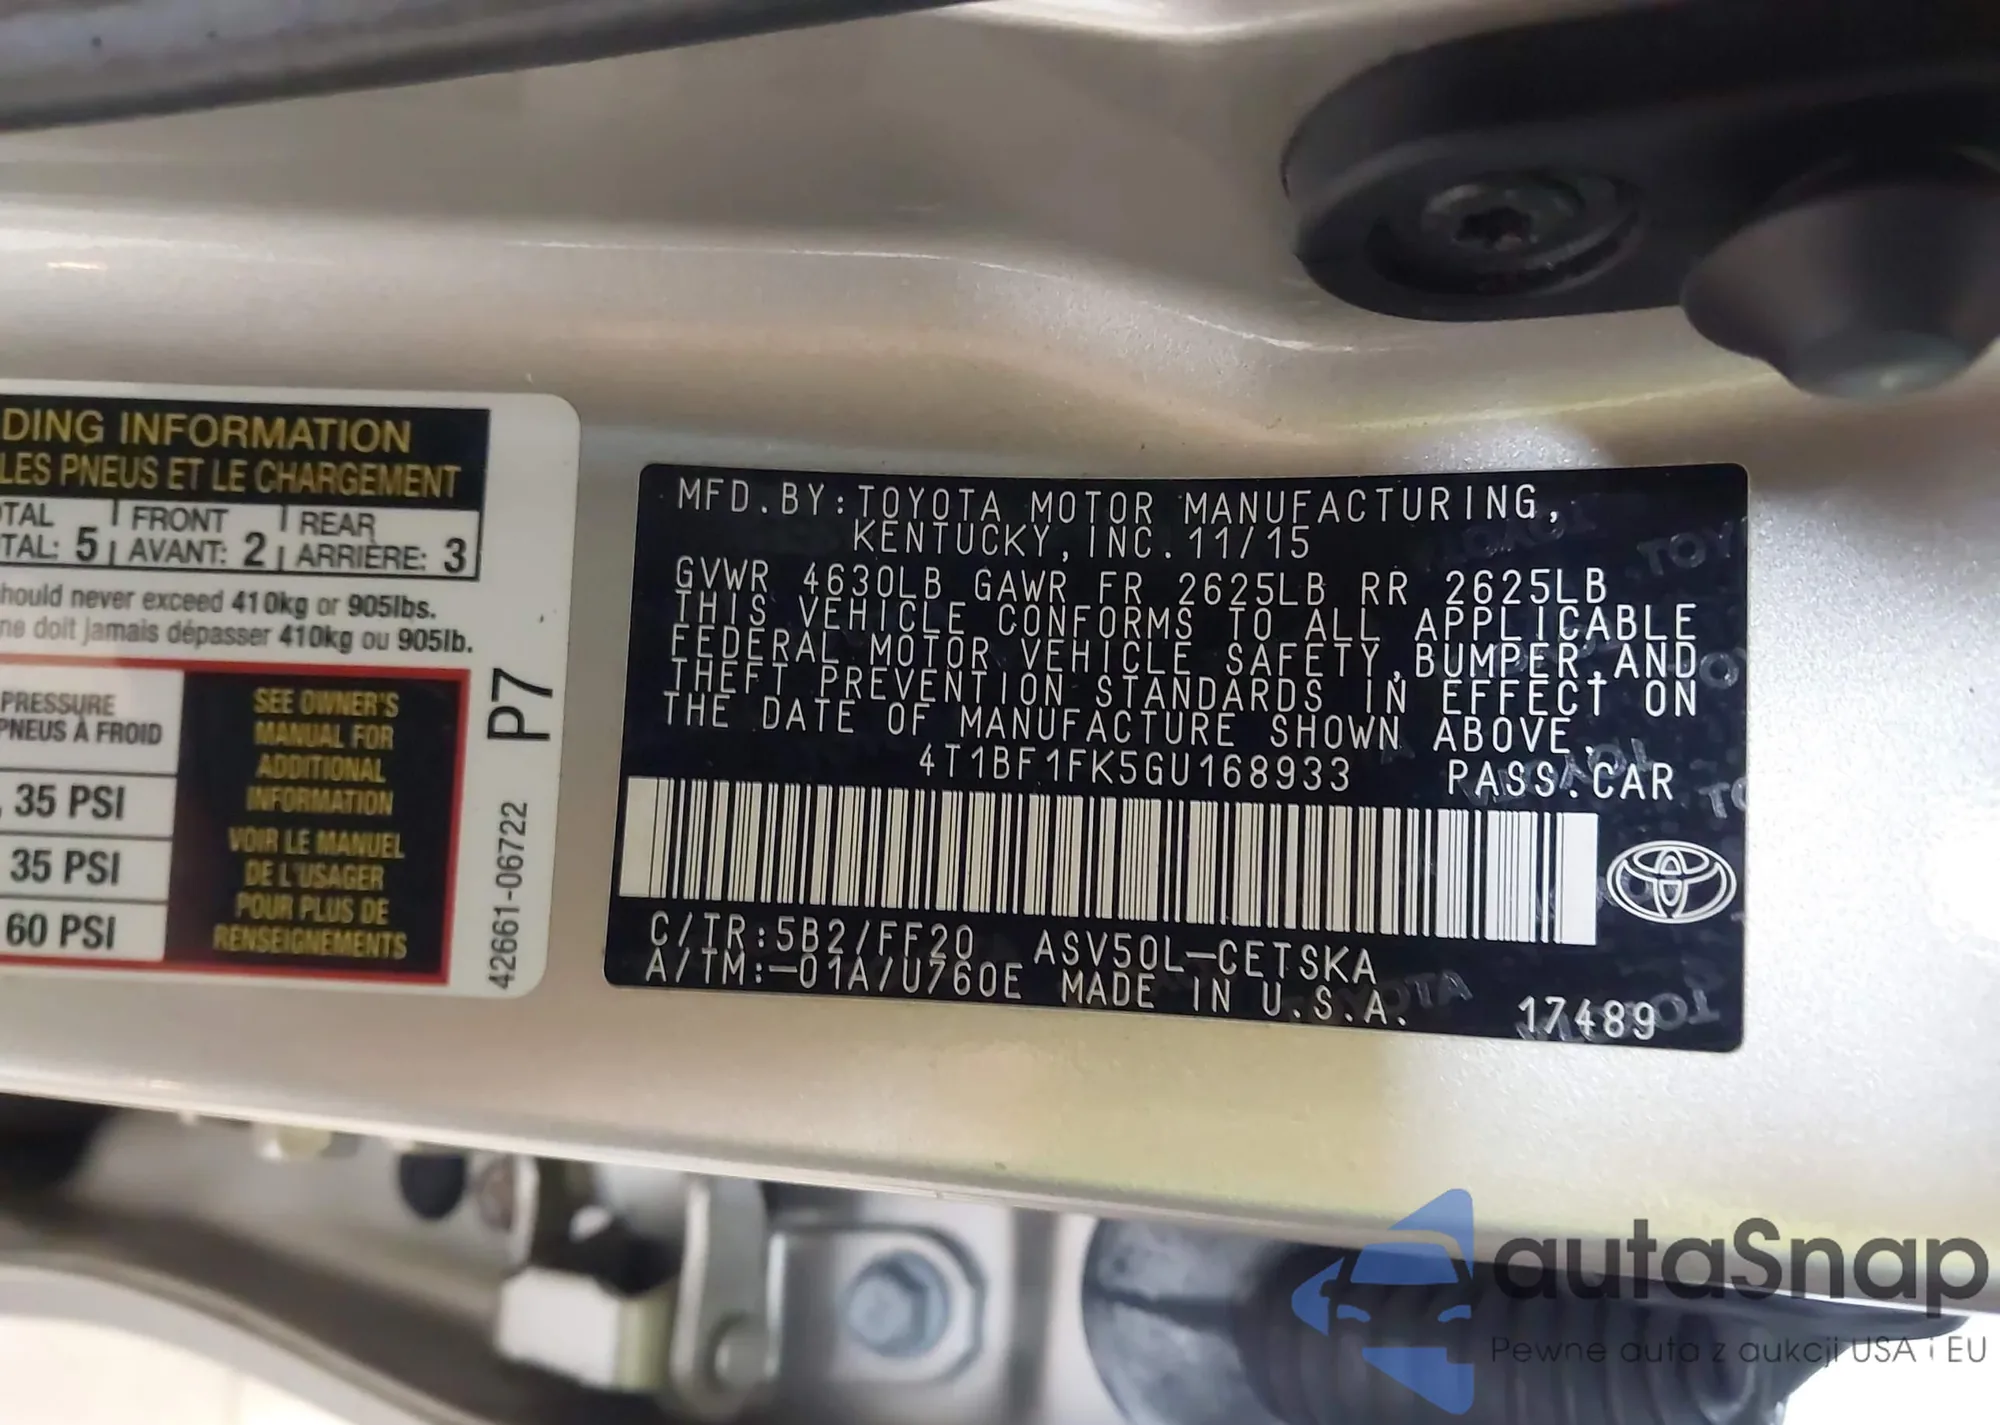 DING INFORMATION
LES PNEUS ET LE CHARGEMENT
TAL FRONT REAR
TAL: 5 AVANT: 2 ARRIÈRE: 3
hould never exceed 410kg or 905lbs.
ne doit jamais dépasser 410kg ou 905lb.
PRESSURE
PNEUS À FROID
35 PSI
35 PSI
60 PSI
SEE OWNER'S
MANUAL FOR
ADDITIONAL
INFORMATION
VOIR LE MANUEL
DE L'USAGER
POUR PLUS DE
RENSEIGNEMENTS
42661-06722 P7
MFD.BY:TOYOTA MOTOR MANUFACTURING,
KENTUCKY,INC.11/15
GVWR 4630LB GAWR FR 2625LB RR 2625LB
THIS VEHICLE CONFORMS TO ALL APPLICABLE
FEDERAL MOTOR VEHICLE SAFETY,BUMPER,AND
THEFT PREVENTION STANDARDS IN EFFECT ON
THE DATE OF MANUFACTURE SHOWN ABOVE.
4T1BF1FK5GU168933 PASS.CAR
C/TR:5B2/FF20 ASV50L-CETSKA
A/TM:-01A/U760E MADE IN U.S.A. 17489
autaSnap
Pewne auta z aukcji USA i EU